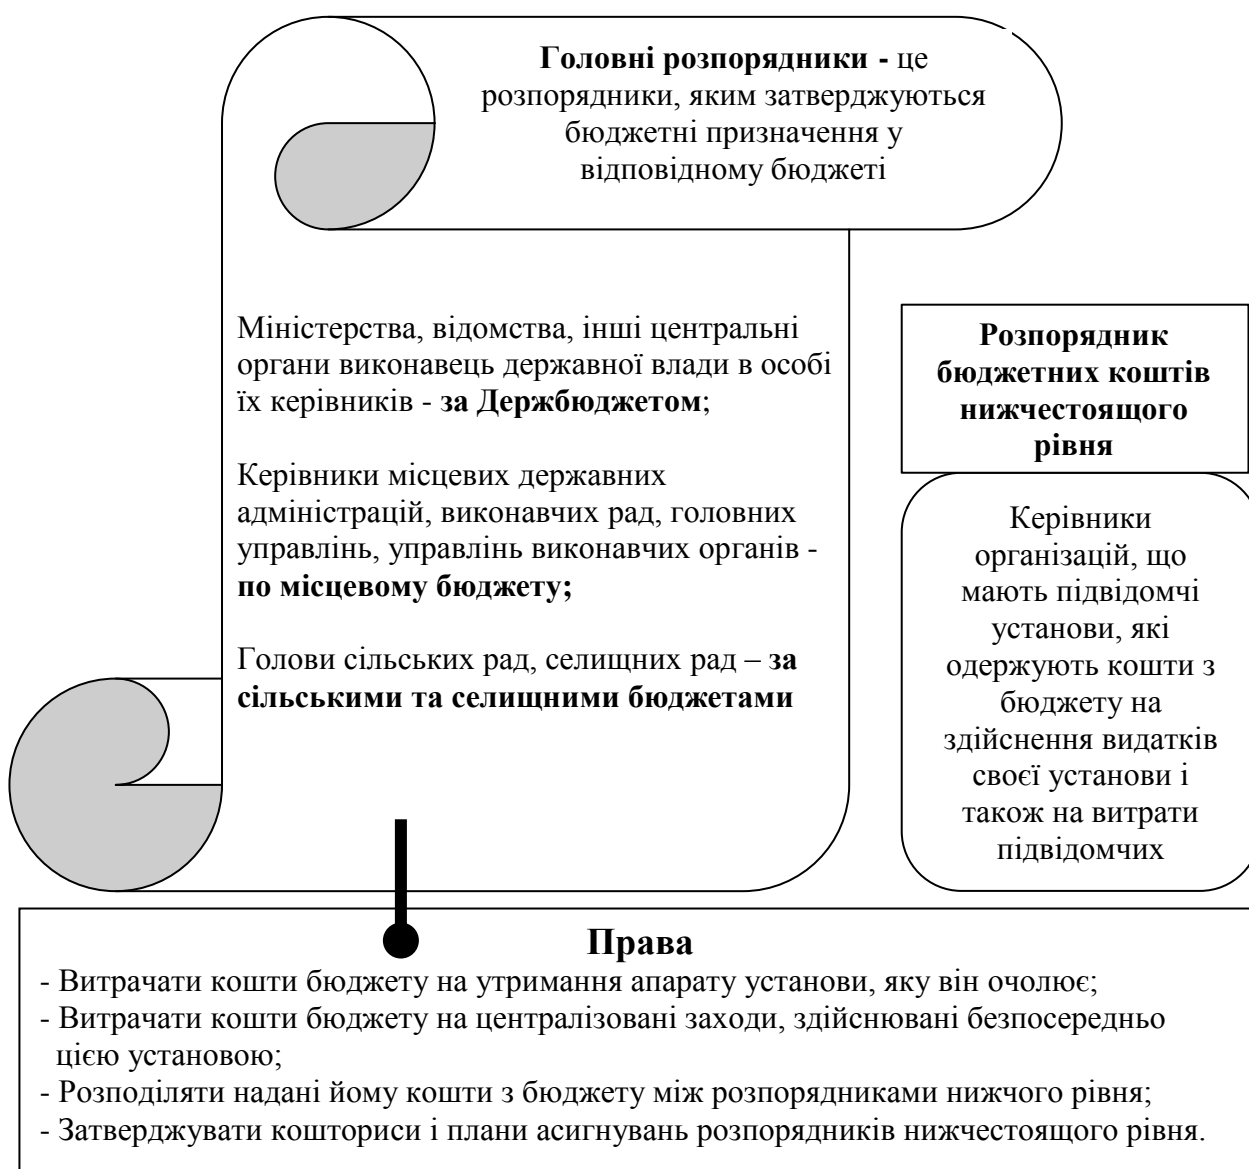 Головні розпорядники - це
розпорядники, яким затверджуються
бюджетні призначення у
відповідному бюджеті
Міністерства, відомства, інші центральні
органи виконавець державної влади в особі
їх керівників - за Держбюджетом;
Керівники місцевих державних
адміністрацій, виконавчих рад, головних
управлінь, управлінь виконавчих органів -
по місцевому бюджету;
Голови сільських рад, селищних рад – за
сільськими та селищними бюджетами
Розпорядник
бюджетних коштів
нижчестоящого
рівня
Керівники
організацій, що
мають підвідомчі
установи, які
одержують кошти з
бюджету на
здійснення видатків
своєї установи і
також на витрати
підвідомчих
Права
- Витрачати кошти бюджету на утримання апарату установи, яку він очолює;
- Витрачати кошти бюджету на централізовані заходи, здійснювані безпосередньо
цією установою;
- Розподіляти надані йому кошти з бюджету між розпорядниками нижчого рівня;
- Затверджувати кошториси і плани асигнувань розпорядників нижчестоящого рівня.